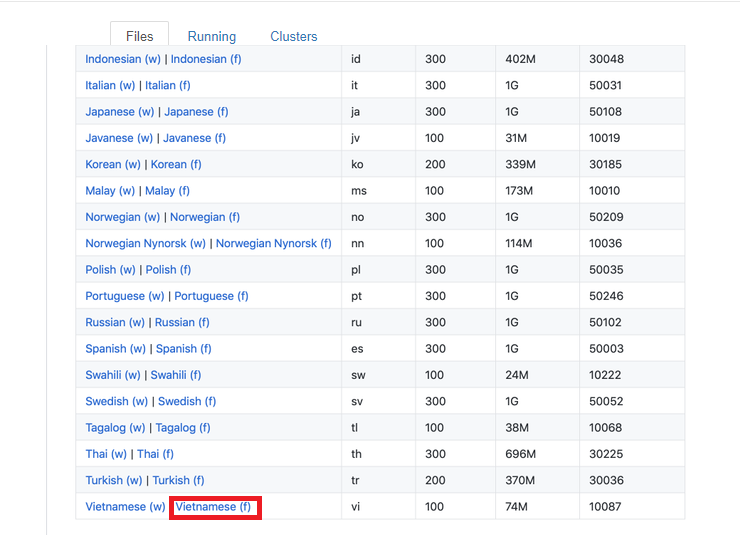 Files Running Clusters
Indonesian (w) | Indonesian (f) id 300 402M 30048
Italian (w) | Italian (f) it 300 1G 50031
Japanese (w) | Japanese (f) ja 300 1G 50108
Javanese (w) | Javanese (f) jv 100 31M 10019
Korean (w) | Korean (f) ko 200 339M 30185
Malay (w) | Malay (f) ms 100 173M 10010
Norwegian (w) | Norwegian (f) no 300 1G 50209
Norwegian Nynorsk (w) | Norwegian Nynorsk (f) nn 100 114M 10036
Polish (w) | Polish (f) pl 300 1G 50035
Portuguese (w) | Portuguese (f) pt 300 1G 50246
Russian (w) | Russian (f) ru 300 1G 50102
Spanish (w) | Spanish (f) es 300 1G 50003
Swahili (w) | Swahili (f) sw 100 24M 10222
Swedish (w) | Swedish (f) sv 300 1G 50052
Tagalog (w) | Tagalog (f) tl 100 38M 10068
Thai (w) | Thai (f) th 300 696M 30225
Turkish (w) | Turkish (f) tr 200 370M 30036
Vietnamese (w) Vietnamese (f) vi 100 74M 10087